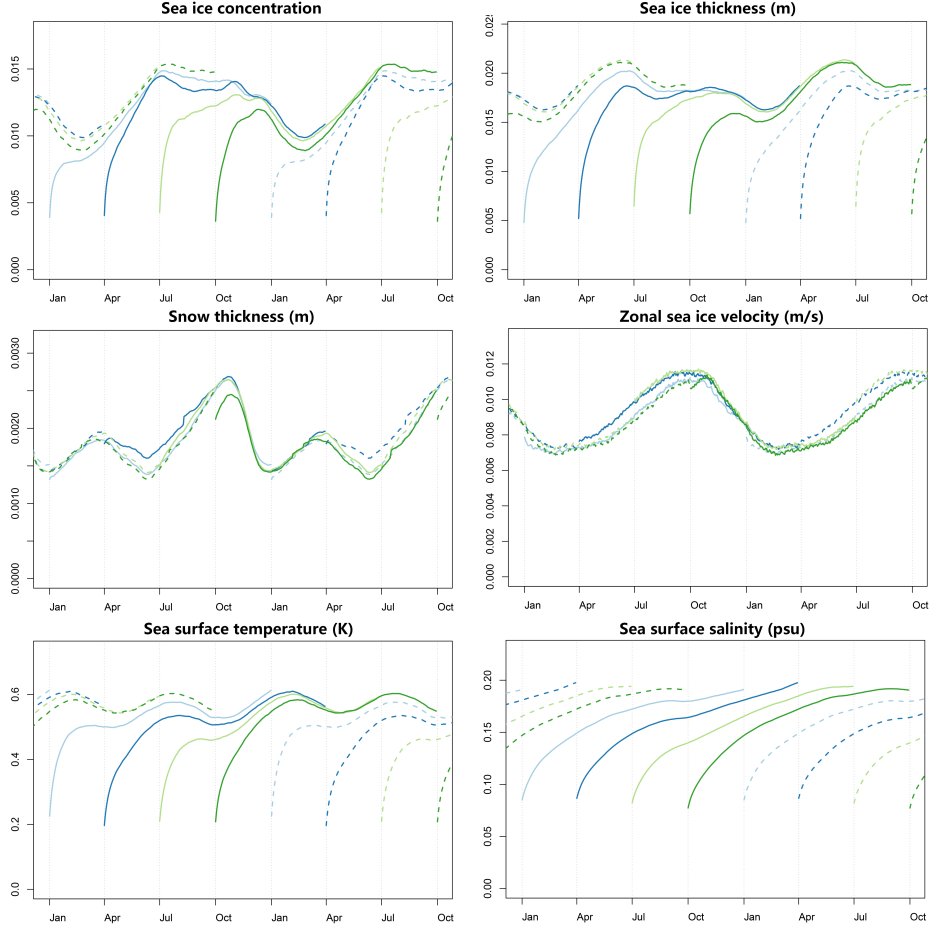 Sea ice concentration
0.015
0.010
0.005
0.000
Jan Apr Jul Oct Jan Apr Jul Oct
Sea ice thickness (m)
0.020
0.015
0.010
0.005
0.000
Jan Apr Jul Oct Jan Apr Jul Oct
Snow thickness (m)
0.0030
0.0020
0.0010
0.0000
Jan Apr Jul Oct Jan Apr Jul Oct
Zonal sea ice velocity (m/s)
0.012
0.010
0.008
0.006
0.004
0.002
0.000
Jan Apr Jul Oct Jan Apr Jul Oct
Sea surface temperature (K)
0.6
0.4
0.2
0.0
Jan Apr Jul Oct Jan Apr Jul Oct
Sea surface salinity (psu)
0.20
0.15
0.10
0.05
0.00
Jan Apr Jul Oct Jan Apr Jul Oct